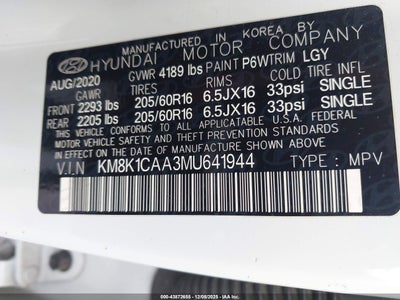 MANUFACTURED IN KOREA BY
HYUNDAI MOTOR COMPANY
AUG/2020 GVWR 4189 lbs PAINT P6W TRIM LGY
GAWR TIRES RIMS COLD TIRE INFL
FRONT 2293 lbs 205/60R16 6.5JX16 33psi SINGLE
REAR 2205 lbs 205/60R16 6.5JX16 33psi SINGLE
THIS VEHICLE CONFORMS TO ALL APPLICABLE U.S.A. FEDERAL
MOTOR VEHICLE SAFETY AND THEFT PREVENTION STANDARDS
IN EFFECT ON THE DATE OF MANUFACTURE SHOWN ABOVE.
V.I.N KM8K1CAA3MU641944 TYPE : MPV
000-43872655 - 12/08/2025 - IAA, Inc.